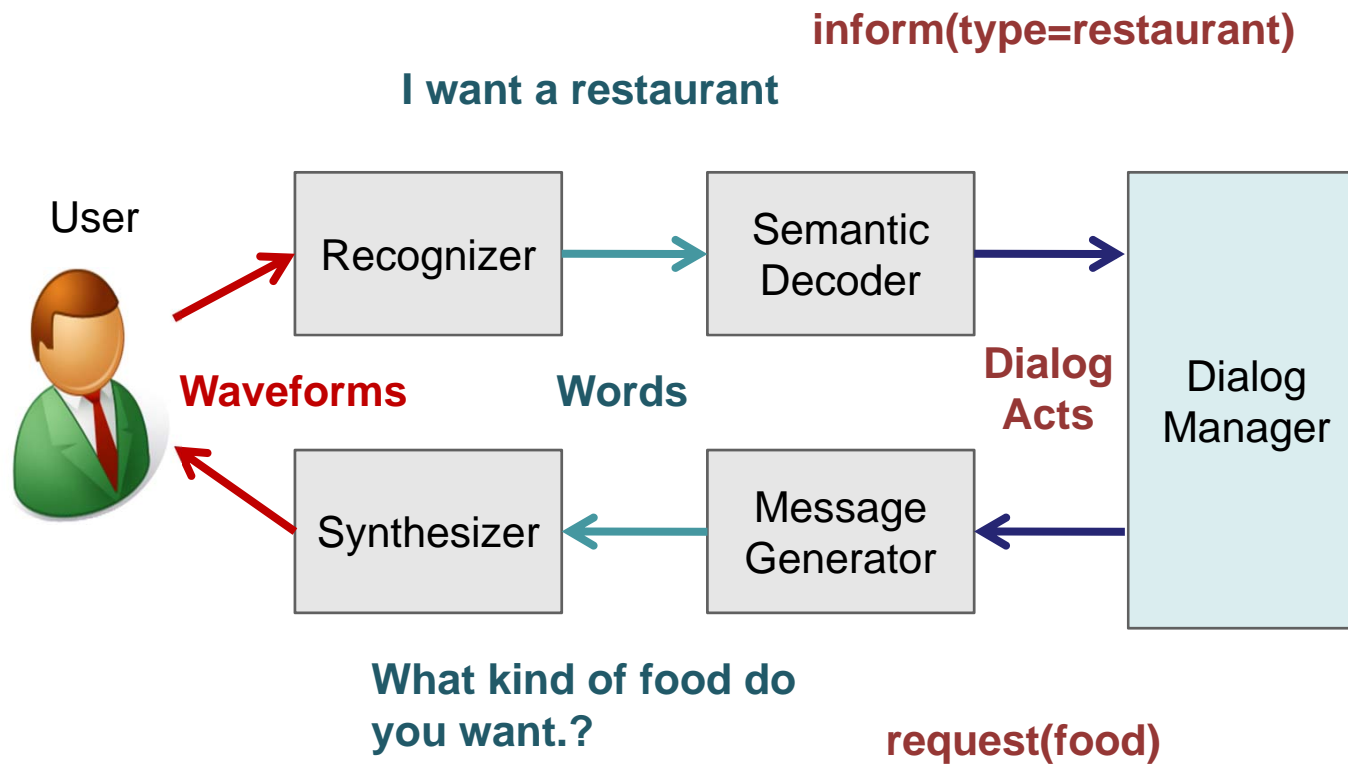 inform(type=restaurant)
I want a restaurant
User
Recognizer
Semantic
Decoder
Waveforms
Words
Dialog
Acts
Dialog
Manager
Synthesizer
Message
Generator
What kind of food do
you want.?
request(food)